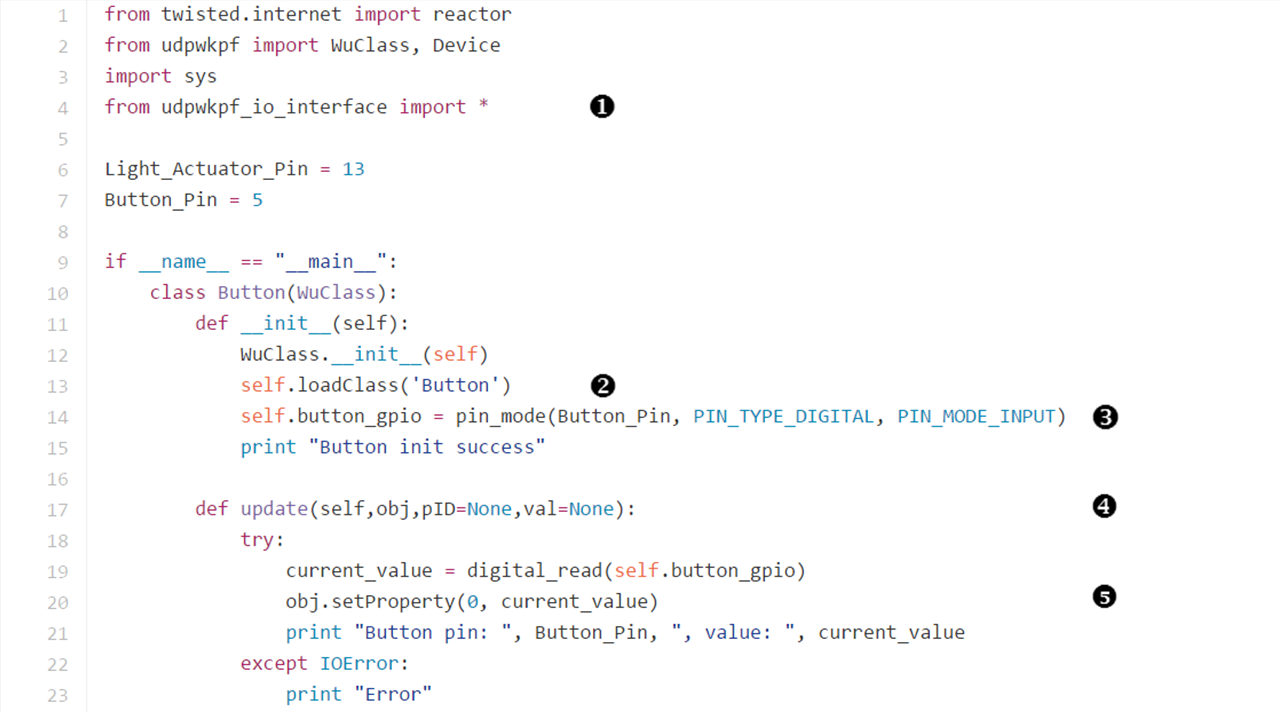 1 from twisted.internet import reactor
2 from udpwkpf import WuClass, Device
3 import sys
4 from udpwkpf_io_interface import * ❶
5
6 Light_Actuator_Pin = 13
7 Button_Pin = 5
8
9 if __name__ == "__main__":
10     class Button(WuClass):
11         def __init__(self):
12             WuClass.__init__(self)
13             self.loadClass('Button') ❷
14             self.button_gpio = pin_mode(Button_Pin, PIN_TYPE_DIGITAL, PIN_MODE_INPUT) ❸
15             print "Button init success"
16
17         def update(self,obj,pID=None,val=None): ❹
18             try:
19                 current_value = digital_read(self.button_gpio)
20                 obj.setProperty(0, current_value) ❺
21                 print "Button pin: ", Button_Pin, ", value: ", current_value
22             except IOError:
23                 print "Error"